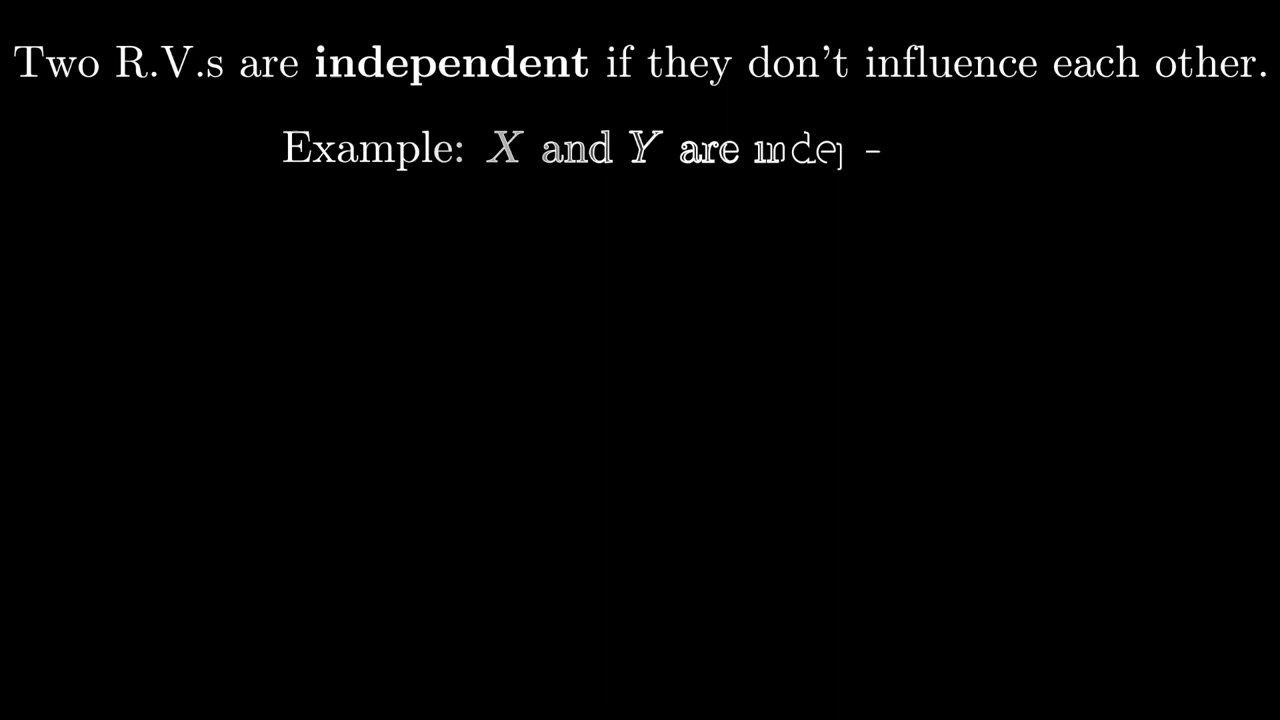 Two R.V.s are independent if they don't influence each other.
Example: X and Y are